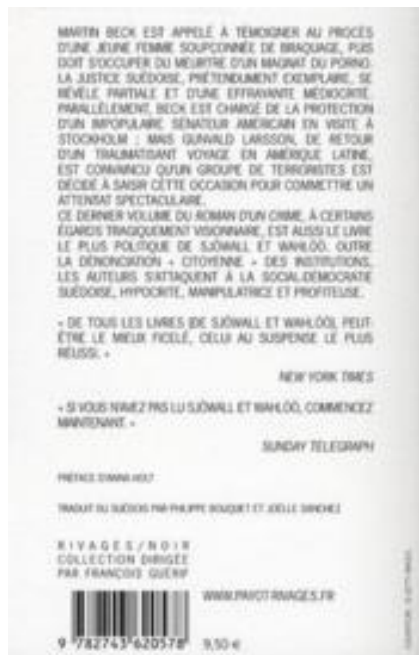 MARTIN BECK EST APPELÉ À TÉMOIGNER AU PROCÈS
D'UNE JEUNE FEMME SOUPÇONNÉE DE BRAQUAGE, PUIS
DOIT S'OCCUPER DU MEURTRE D'UN MAGNAT DU PORNO.
LA JUSTICE SUÉDOISE, PRÉTENDUMENT EXEMPLAIRE, SE
RÉVÈLE PARTIALE ET D'UNE EFFRAYANTE MÉDIOCRITÉ.
PARALLÈLEMENT, BECK EST CHARGÉ DE LA PROTECTION
D'UN IMPOPULAIRE SÉNATEUR AMÉRICAIN EN VISITE À
STOCKHOLM ; MAIS GUNVALD LARSSON, DE RETOUR
D'UN TRAUMATISANT VOYAGE EN AMÉRIQUE LATINE,
EST CONVAINCU QU'UN GROUPE DE TERRORISTES EST
DÉCIDÉ À SAISIR CETTE OCCASION POUR COMMETTRE UN
ATTENTAT SPECTACULAIRE.
CE DERNIER VOLUME DU ROMAN D'UN CRIME, À CERTAINS
ÉGARDS TRAGIQUEMENT VISIONNAIRE, EST AUSSI LE LIVRE
LE PLUS POLITIQUE DE SJÖWALL ET WAHLÖÖ. OUTRE
LA DÉNONCIATION « CITOYENNE » DES INSTITUTIONS,
LES AUTEURS S'ATTAQUENT À LA SOCIAL-DÉMOCRATIE
SUÉDOISE, HYPOCRITE, MANIPULATRICE ET PROFITEUSE.
« DE TOUS LES LIVRES [DE SJÖWALL ET WAHLÖÖ], PEUT-
ÊTRE LE MIEUX FICELÉ, CELUI AU SUSPENSE LE PLUS
RÉUSSI. »
NEW YORK TIMES
« SI VOUS N'AVEZ PAS LU SJÖWALL ET WAHLÖÖ, COMMENCEZ
MAINTENANT. »
SUNDAY TELEGRAPH
PRÉFACE D'ANNA HOLT
TRADUIT DU SUÉDOIS PAR PHILIPPE BOUQUET ET JOËLLE SANCHEZ
RIVAGES/NOIR
COLLECTION DIRIGÉE
PAR FRANÇOIS GUÉRIF
WWW.PAYOT-RIVAGES.FR
9 782743 620578
9,50 €